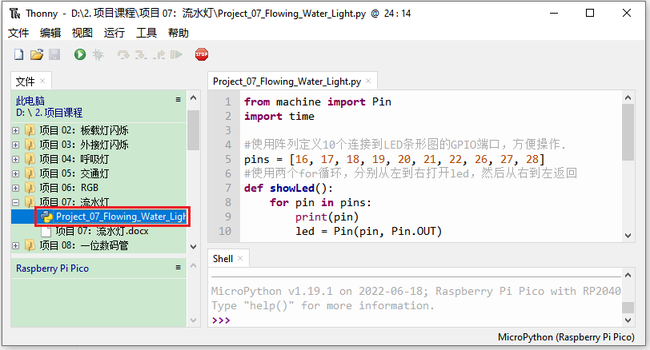 Thonny - D:\2.项目课程\项目 07：流水灯\Project_07_Flowing_Water_Light.py @ 24 : 14
文件 编辑 视图 运行 工具 帮助
STOP
文件
此电脑
D: \ 2.项目课程
项目 02：板载灯闪烁
项目 03：外接灯闪烁
项目 04：呼吸灯
项目 05：交通灯
项目 06：RGB
项目 07：流水灯
Project_07_Flowing_Water_Ligh
项目 07：流水灯.docx
项目 08：一位数码管
Raspberry Pi Pico
Project_07_Flowing_Water_Light.py
1 from machine import Pin
2 import time
3
4 #使用阵列定义10个连接到LED条形图的GPIO端口，方便操作.
5 pins = [16, 17, 18, 19, 20, 21, 22, 26, 27, 28]
6 #使用两个for循环，分别从左到右打开led，然后从右到左返回
7 def showLed():
8 for pin in pins:
9 print(pin)
10 led = Pin(pin, Pin.OUT)
Shell
MicroPython v1.19.1 on 2022-06-18; Raspberry Pi Pico with RP2040
Type "help()" for more information.
>>>
MicroPython (Raspberry Pi Pico)